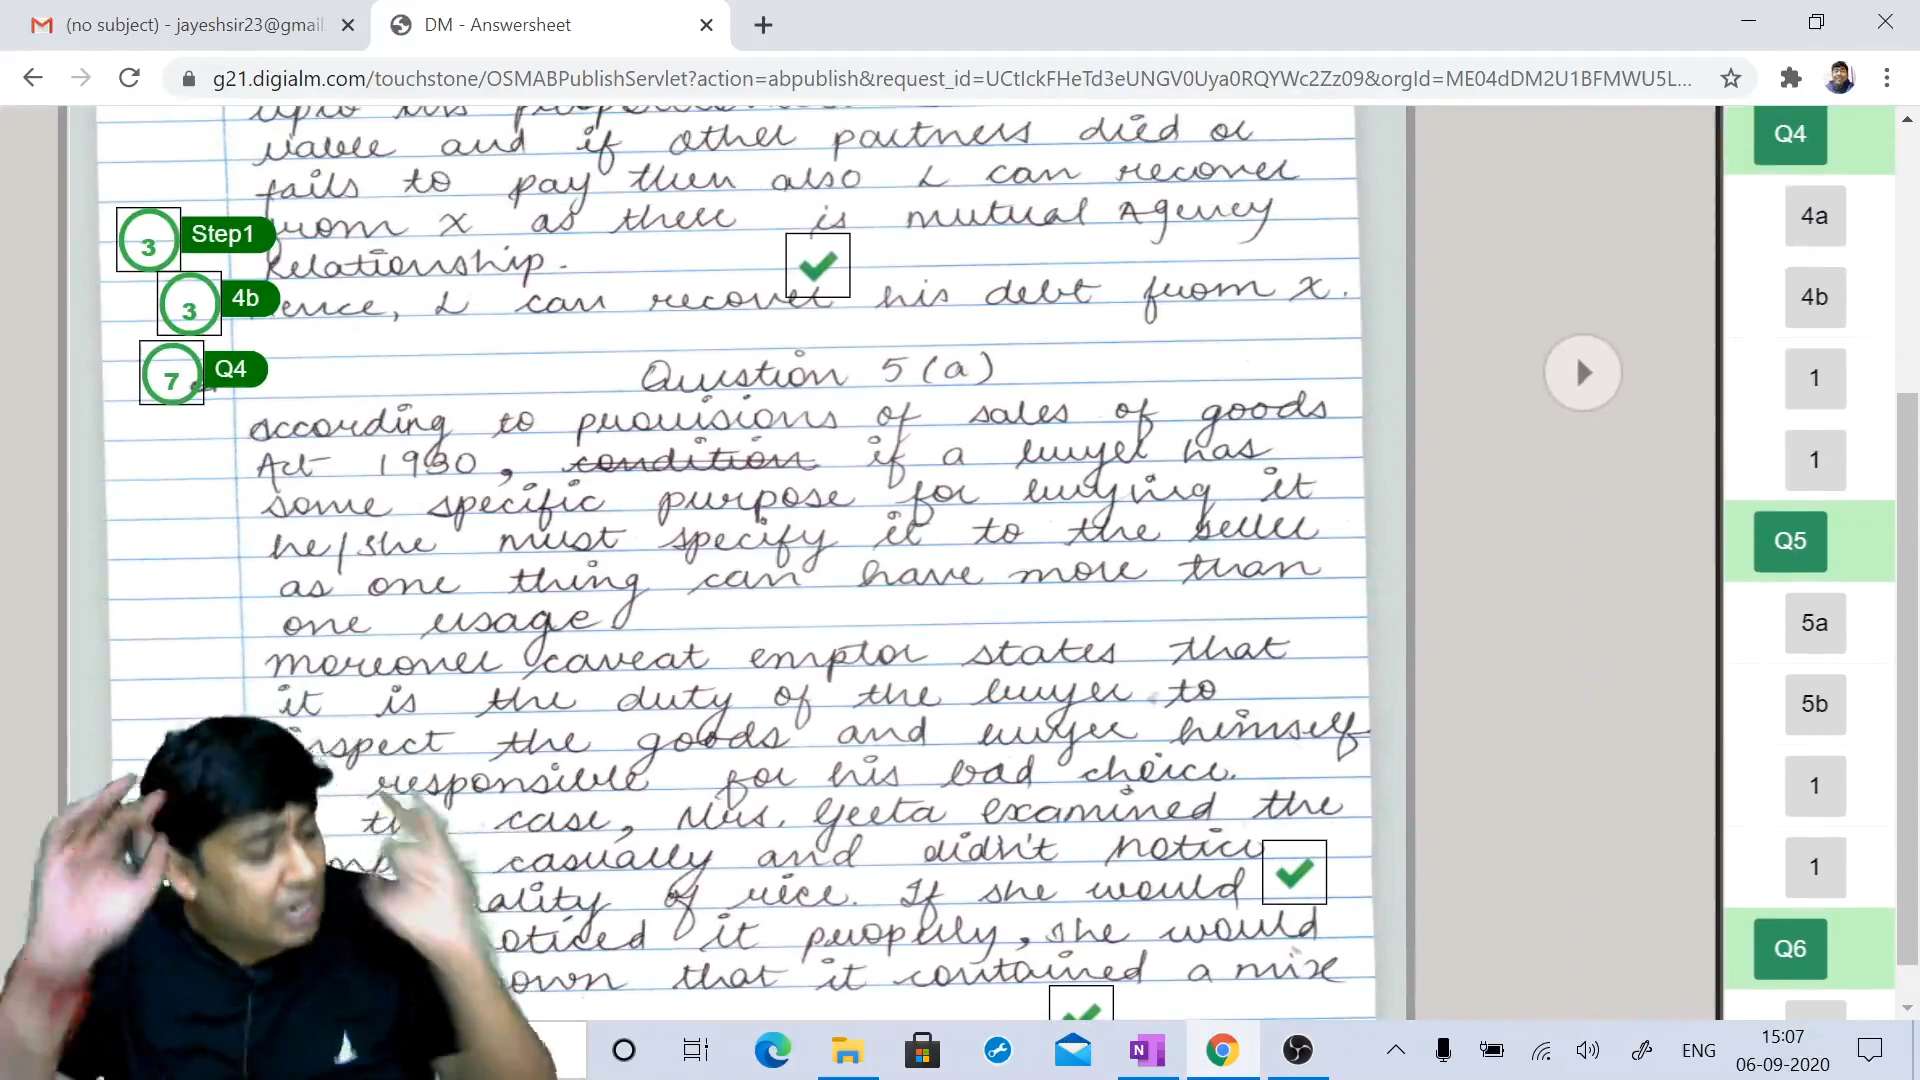 (no subject) - jayeshsir23@gmail.
DM - Answersheet
g21.digialm.com/touchstone/OSMABPublishServlet?action=abpublish&request_id=UCtIckFHeTd3eUNGV0Uya0RQYWc2Zz09&orgId=ME04dDM2U1BFMWU5L...
and if other partners died or
fails to pay then also L can recover
from X as there is mutual Agency
Relationship.
Hence, L can recover his debt from X.
3 Step1
3 4b
7 Q4
Question 5 (a)
According to provisions of sales of goods
Act 1930, condition if a buyer has
some specific purpose for buying it
he/she must specify it to the seller
as one thing can have more than
one usage
moreover caveat emptor states that
it is the duty of the buyer to
inspect the goods and buyer himself
responsible for his bad choice.
case, Mrs. Geeta examined the
casually and didn't notice
ality of rice. If she would
oticed it properly, she would
own that it contained a mix
Q4
4a
4b
1
1
Q5
5a
5b
1
1
Q6
ENG
15:07
06-09-2020